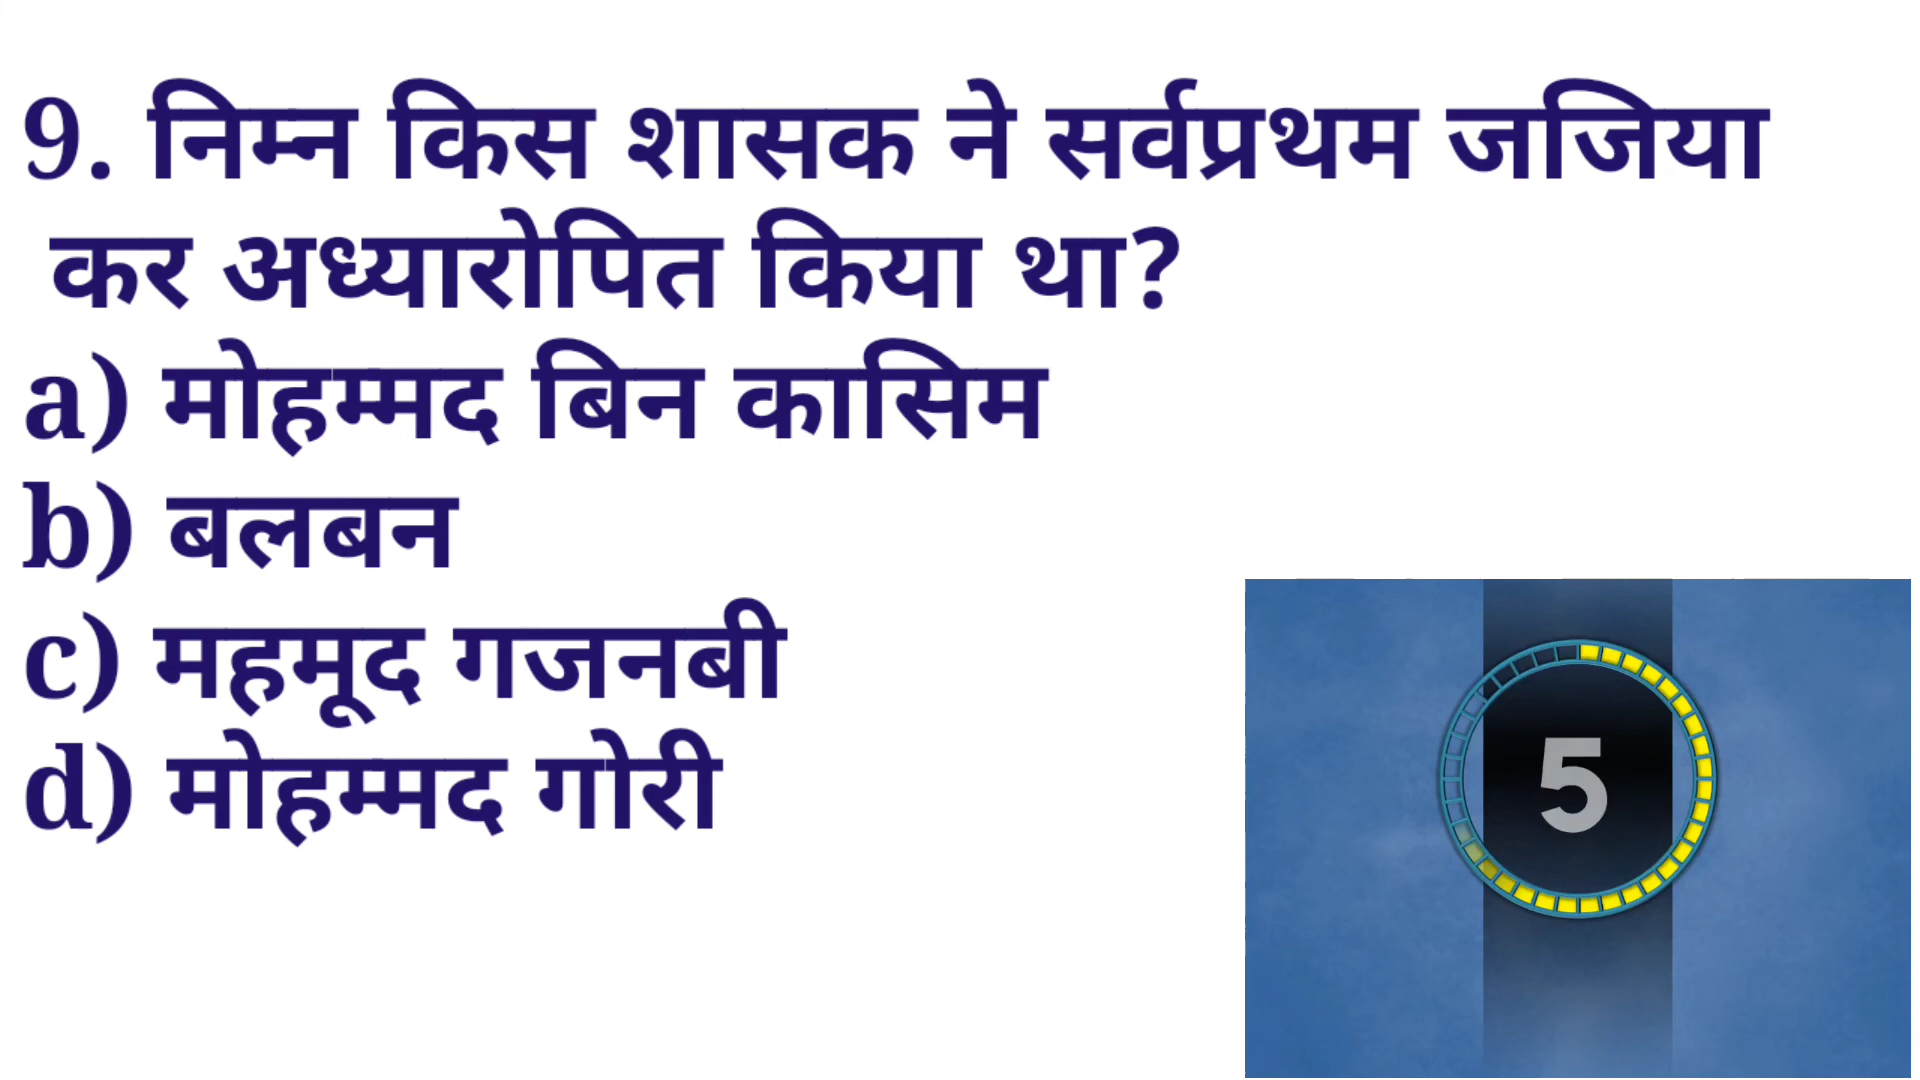 9. निम्न किस शासक ने सर्वप्रथम जजिया
कर अध्यारोपित किया था?
a) मोहम्मद बिन कासिम
b) बलबन
c) महमूद गजनबी
d) मोहम्मद गोरी
5